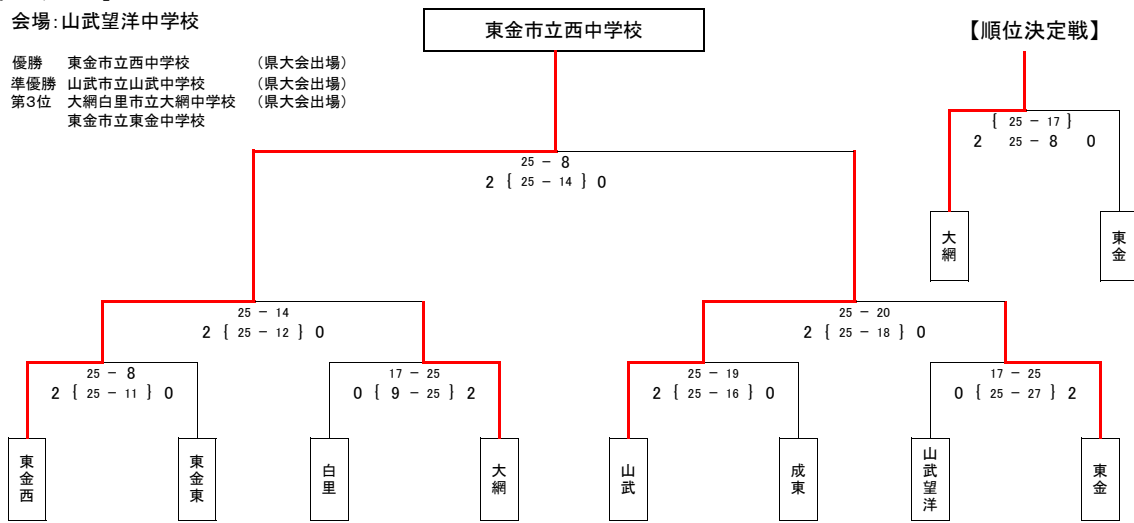 会場:山武望洋中学校
東金市立西中学校
【順位決定戦】
優勝 東金市立西中学校 (県大会出場)
準優勝 山武市立山武中学校 (県大会出場)
第3位 大網白里市立大網中学校 (県大会出場)
東金市立東金中学校
{ 25 - 17 }
2 25 - 8 0
大網
東金
25 - 8
2 { 25 - 14 } 0
25 - 14
2 { 25 - 12 } 0
25 - 20
2 { 25 - 18 } 0
25 - 8
2 { 25 - 11 } 0
17 - 25
0 { 9 - 25 } 2
25 - 19
2 { 25 - 16 } 0
17 - 25
0 { 25 - 27 } 2
東金西
東金東
白里
大網
山武
成東
山武望洋
東金